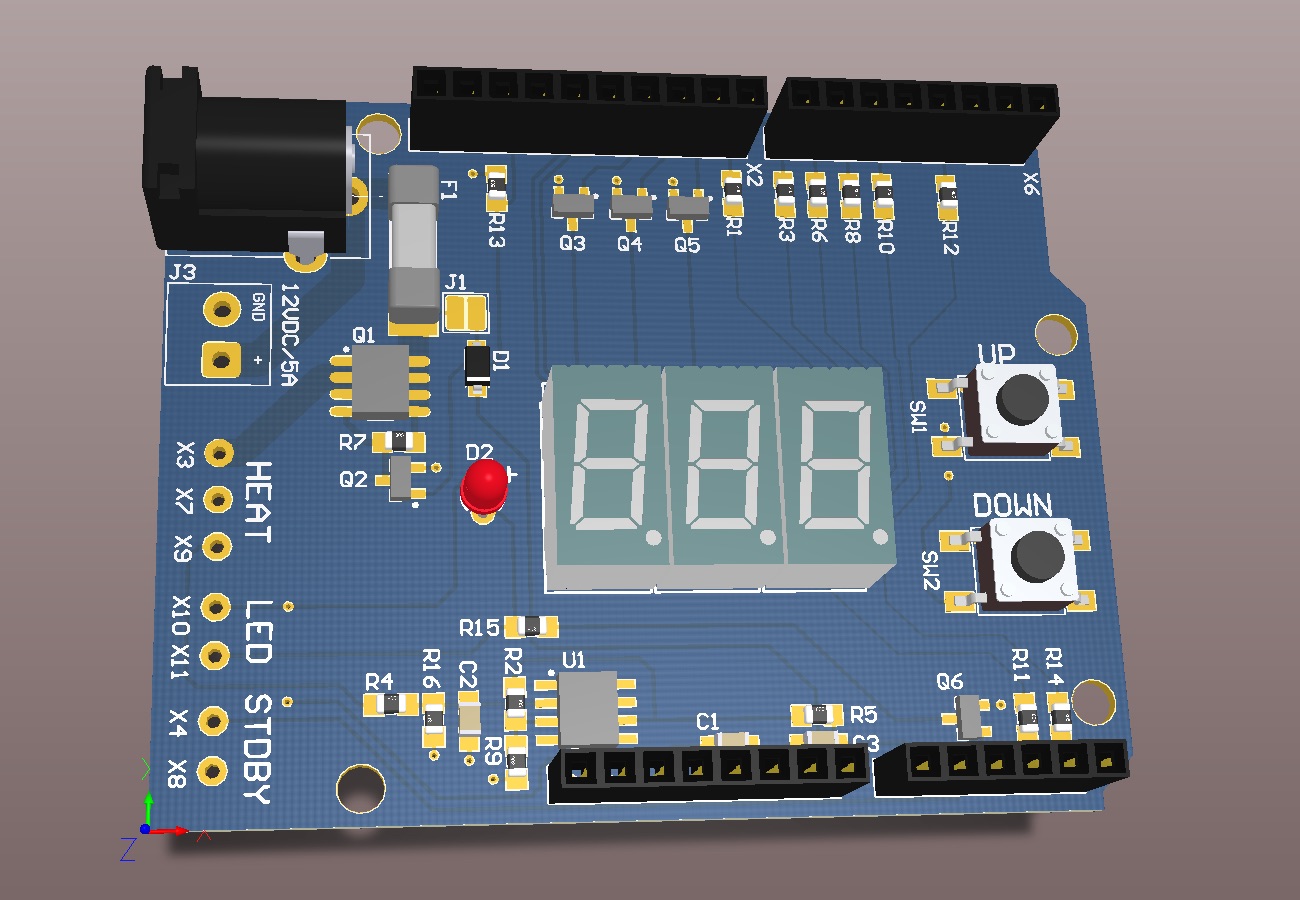 X2
X6
F1
R13
Q3
Q4
Q5
R1
R3
R6
R8
R10
R12
J3
GND
+
12VDC/5A
J1
Q1
D1
UP
SW1
R7
Q2
D2
+
X3
X7
X9
HEAT
DOWN
SW2
X10
X11
LED
R15
R4
R16
C2
R2
U1
R9
C1
R5
C3
Q6
R11
R14
X4
X8
STDBY
Y
X
Z